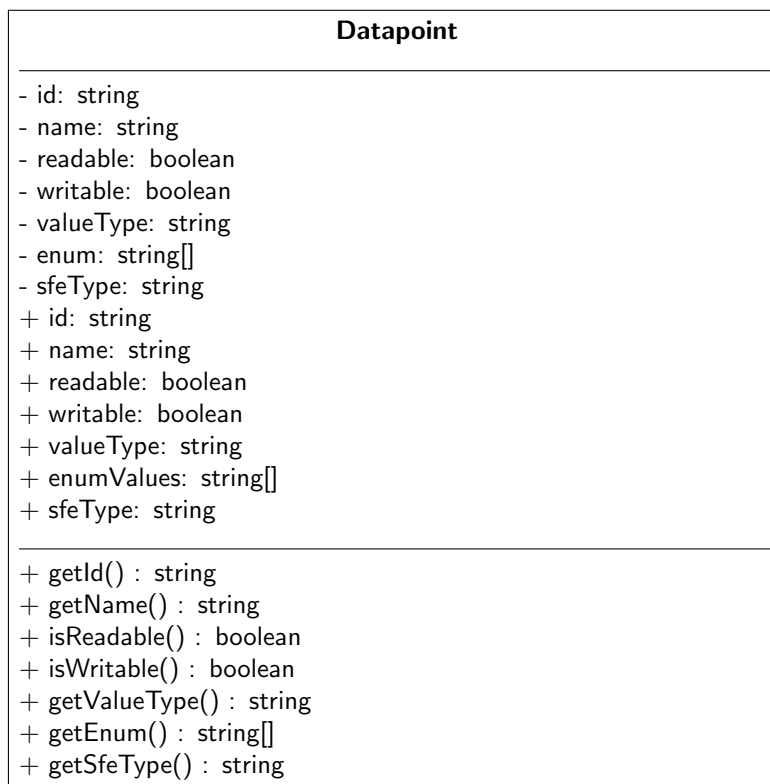 Datapoint
- id: string
- name: string
- readable: boolean
- writable: boolean
- valueType: string
- enum: string[]
- sfeType: string
+ id: string
+ name: string
+ readable: boolean
+ writable: boolean
+ valueType: string
+ enumValues: string[]
+ sfeType: string
+ getId() : string
+ getName() : string
+ isReadable() : boolean
+ isWritable() : boolean
+ getValueType() : string
+ getEnum() : string[]
+ getSfeType() : string